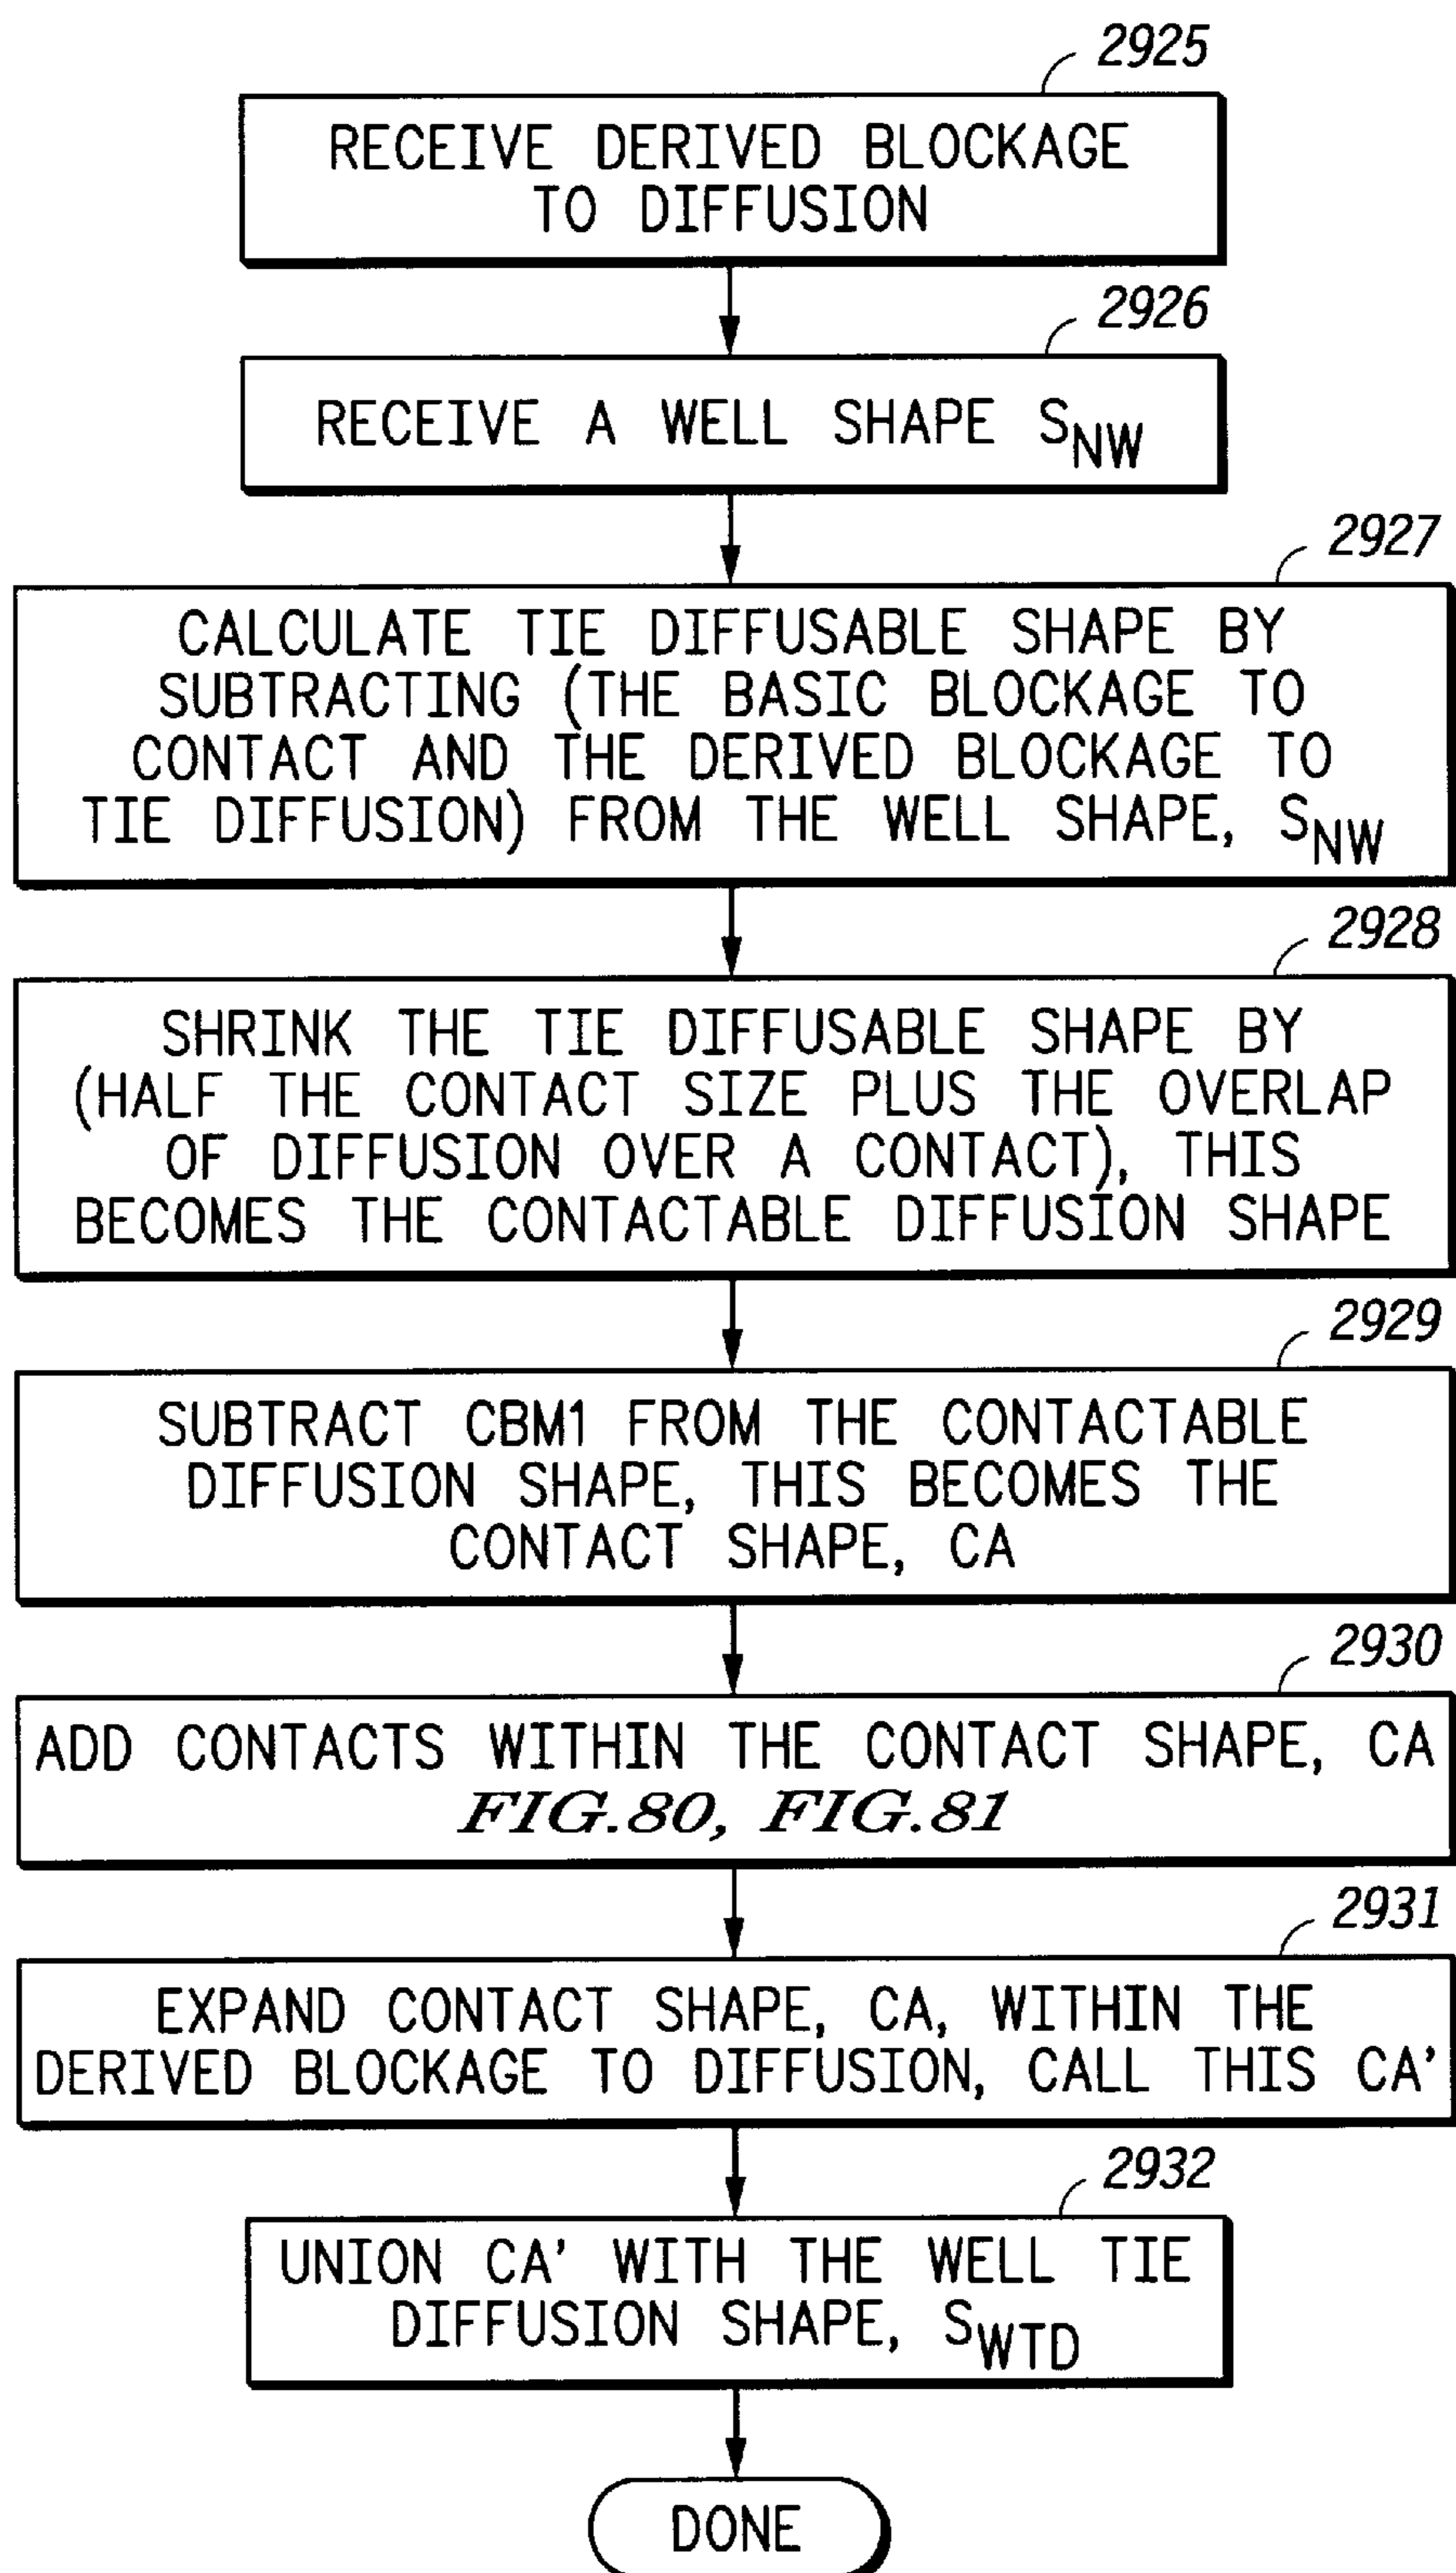 2925
RECEIVE DERIVED BLOCKAGE
TO DIFFUSION
2926
RECEIVE A WELL SHAPE SNW
2927
CALCULATE TIE DIFFUSABLE SHAPE BY
SUBTRACTING (THE BASIC BLOCKAGE TO
CONTACT AND THE DERIVED BLOCKAGE TO
TIE DIFFUSION) FROM THE WELL SHAPE, SNW
2928
SHRINK THE TIE DIFFUSABLE SHAPE BY
(HALF THE CONTACT SIZE PLUS THE OVERLAP
OF DIFFUSION OVER A CONTACT), THIS
BECOMES THE CONTACTABLE DIFFUSION SHAPE
2929
SUBTRACT CBM1 FROM THE CONTACTABLE
DIFFUSION SHAPE, THIS BECOMES THE
CONTACT SHAPE, CA
2930
ADD CONTACTS WITHIN THE CONTACT SHAPE, CA
FIG.80, FIG.81
2931
EXPAND CONTACT SHAPE, CA, WITHIN THE
DERIVED BLOCKAGE TO DIFFUSION, CALL THIS CA'
2932
UNION CA' WITH THE WELL TIE
DIFFUSION SHAPE, SWTD
DONE